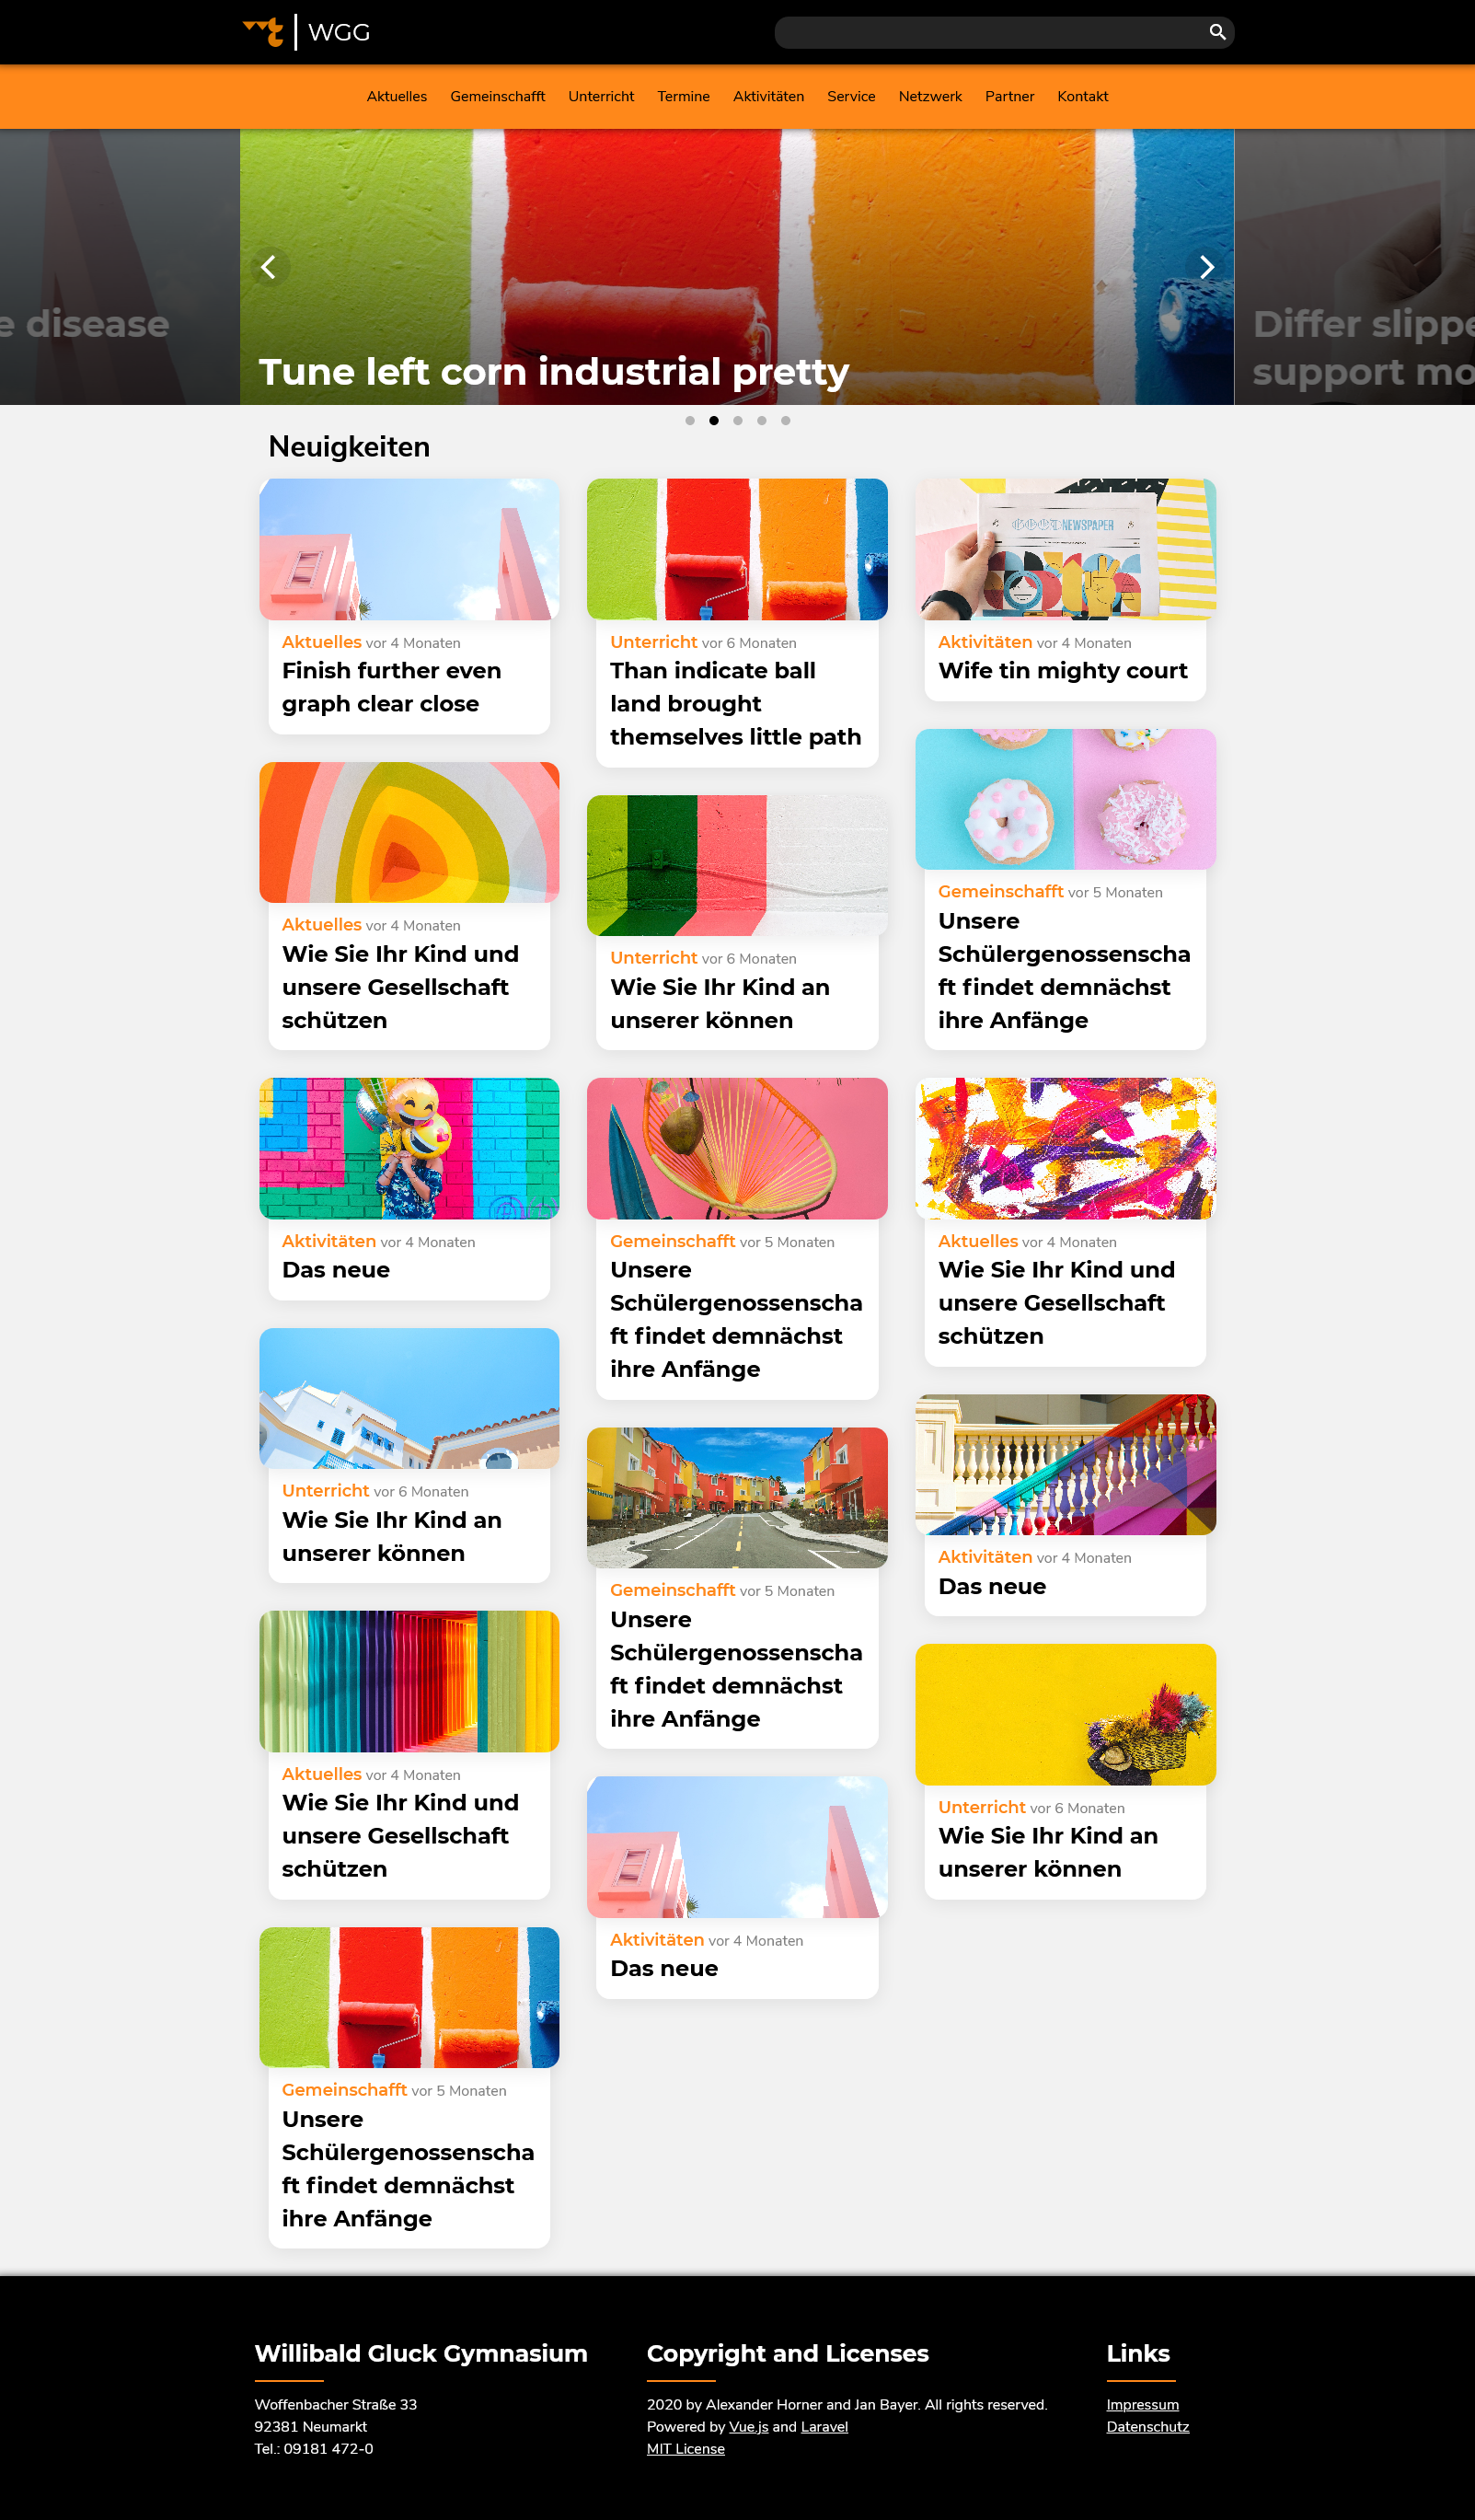 WGG
Aktuelles Gemeinschafft Unterricht Termine Aktivitäten Service Netzwerk Partner Kontakt
e disease
Tune left corn industrial pretty
Differ slippe
support mo
Neuigkeiten
Aktuelles vor 4 Monaten
Finish further even
graph clear close
Aktuelles vor 4 Monaten
Wie Sie Ihr Kind und
unsere Gesellschaft
schützen
Aktivitäten vor 4 Monaten
Das neue
Unterricht vor 6 Monaten
Wie Sie Ihr Kind an
unserer können
Aktuelles vor 4 Monaten
Wie Sie Ihr Kind und
unsere Gesellschaft
schützen
Gemeinschafft vor 5 Monaten
Unsere
Schülergenossenscha
ft findet demnächst
ihre Anfänge
Unterricht vor 6 Monaten
Than indicate ball
land brought
themselves little path
Unterricht vor 6 Monaten
Wie Sie Ihr Kind an
unserer können
Gemeinschafft vor 5 Monaten
Unsere
Schülergenossenscha
ft findet demnächst
ihre Anfänge
Gemeinschafft vor 5 Monaten
Unsere
Schülergenossenscha
ft findet demnächst
ihre Anfänge
Aktivitäten vor 4 Monaten
Das neue
NEWSPAPER
Aktivitäten vor 4 Monaten
Wife tin mighty court
Gemeinschafft vor 5 Monaten
Unsere
Schülergenossenscha
ft findet demnächst
ihre Anfänge
Aktuelles vor 4 Monaten
Wie Sie Ihr Kind und
unsere Gesellschaft
schützen
Aktivitäten vor 4 Monaten
Das neue
Unterricht vor 6 Monaten
Wie Sie Ihr Kind an
unserer können
Willibald Gluck Gymnasium
Woffenbacher Straße 33
92381 Neumarkt
Tel.: 09181 472-0
Copyright and Licenses
2020 by Alexander Horner and Jan Bayer. All rights reserved.
Powered by Vue.js and Laravel
MIT License
Links
Impressum
Datenschutz